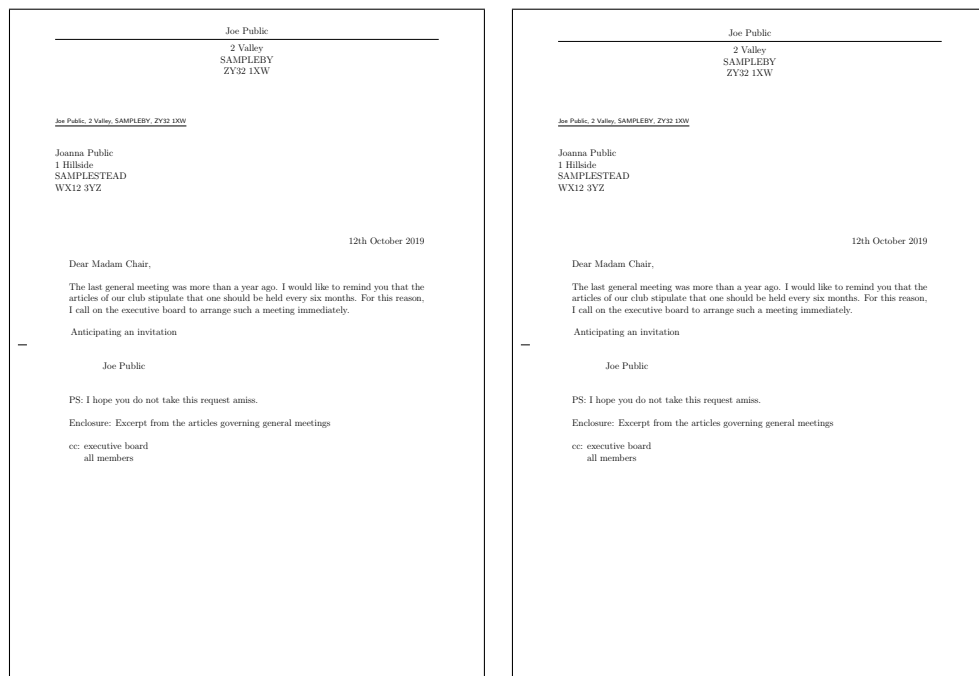 Joe Public
2 Valley
SAMPLEBY
ZY32 1XW
Joe Public, 2 Valley, SAMPLEBY, ZY32 1XW
Joanna Public
1 Hillside
SAMPLESTEAD
WX12 3YZ
12th October 2019
Dear Madam Chair,
The last general meeting was more than a year ago. I would like to remind you that the
articles of our club stipulate that one should be held every six months. For this reason,
I call on the executive board to arrange such a meeting immediately.
Anticipating an invitation
Joe Public
PS: I hope you do not take this request amiss.
Enclosure: Excerpt from the articles governing general meetings
cc: executive board
all members
Joe Public
2 Valley
SAMPLEBY
ZY32 1XW
Joe Public, 2 Valley, SAMPLEBY, ZY32 1XW
Joanna Public
1 Hillside
SAMPLESTEAD
WX12 3YZ
12th October 2019
Dear Madam Chair,
The last general meeting was more than a year ago. I would like to remind you that the
articles of our club stipulate that one should be held every six months. For this reason,
I call on the executive board to arrange such a meeting immediately.
Anticipating an invitation
Joe Public
PS: I hope you do not take this request amiss.
Enclosure: Excerpt from the articles governing general meetings
cc: executive board
all members